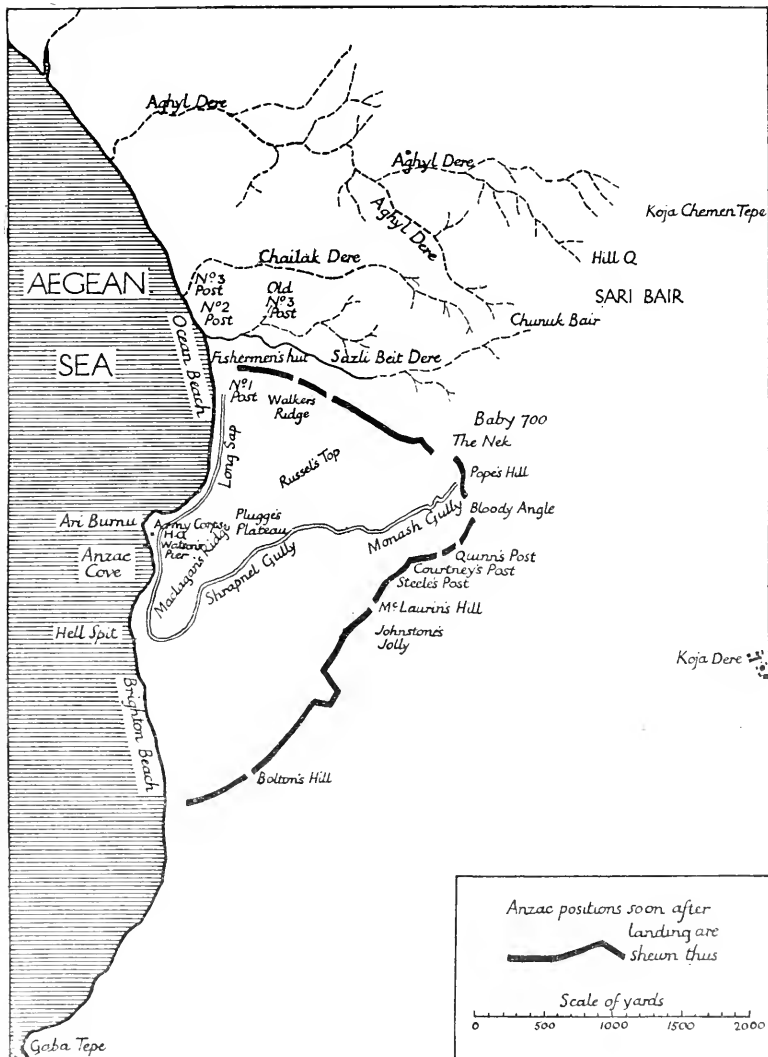 Aghyl Dere
Aghyl Dere
Aghyl Dere
Koja Chemen Tepe
Hill Q
Chailak Dere
AEGEAN
SEA
Nº3
Post
Nº2
Post
Old
Nº3
Post
SARI BAIR
Chunuk Bair
Ocean Beach
Fishermen's hut
Sazli Beit Dere
Nº1
Post
Walkers
Ridge
Baby 700
The Nek
Long Sap
Russel's Top
Pope's Hill
Ari Burnu
Army Corps
H.Q
Watson's
Pier
Plugge's
Plateau
Monash Gully
Bloody Angle
Anzac
Cove
Maclagan's Ridge
Shrapnel Gully
Quinn's Post
Courtney's Post
Steele's Post
McLaurin's Hill
Hell Spit
Johnstone's
Jolly
Koja Dere
Brighton Beach
Bolton's Hill
Anzac positions soon after
landing are
shewn thus
Scale of yards
0 500 1000 1500 2000
Gaba Tepe